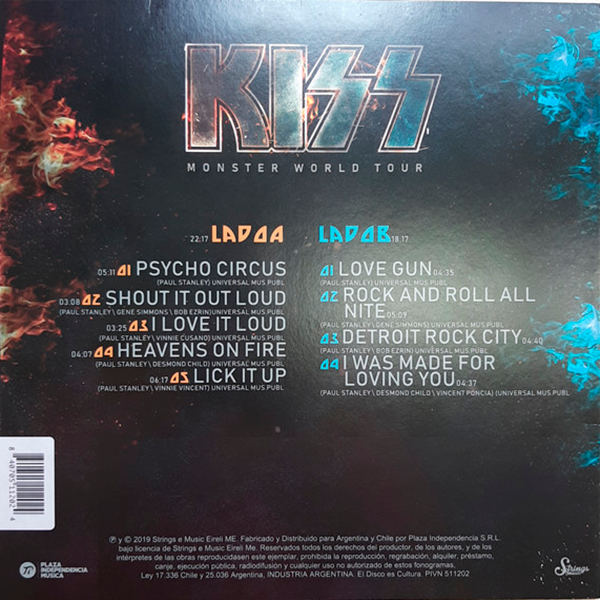 KISS
MONSTER WORLD TOUR
22:17 LADO A
05:11 01 PSYCHO CIRCUS
(PAUL STANLEY) UNIVERSAL MUS.PUBL
03:08 02 SHOUT IT OUT LOUD
(PAUL STANLEY \ GENE SIMMONS \ BOB EZRIN)UNIVERSAL MUS.PUBL
03:25 03 I LOVE IT LOUD
(PAUL STANLEY\ VINNIE CUSANO) UNIVERSAL MUS.PUBL
04:07 04 HEAVENS ON FIRE
(PAUL STANLEY \ DESMOND CHILD) UNIVERSAL MUS.PUBL
06:17 05 LICK IT UP
(PAUL STANLEY\ VINNIE VINCENT) UNIVERSAL MUS.PUBL
LADO B 18:17
01 LOVE GUN 04:35
(PAUL STANLEY) UNIVERSAL MUS.PUBL
02 ROCK AND ROLL ALL
NITE 05:09
(PAUL STANLEY\ GENE SIMMONS) UNIVERSAL MUS.PUBL
03 DETROIT ROCK CITY 04:40
(PAUL STANLEY\ BOB EZRIN) UNIVERSAL MUS.PUBL
04 I WAS MADE FOR
LOVING YOU 04:37
(PAUL STANLEY \ DESMOND CHILD \ VINCENT PONCIA) (UNIVERSAL MUS.PUBL
8 40705 11202 4
PLAZA
INDEPENDENCIA
MUSICA
℗ y © 2019 Strings e Music Eireli ME. Fabricado y Distribuido para Argentina y Chile por Plaza Independencia S.R.L.
bajo licencia de Strings e Music Eireli Me. Reservados todos los derechos del productor, de los autores, y de los
intérpretes de las obras reproducidasen este ejemplar, prohibida la reproducción, regrabación, alquiler, préstamo,
canje, ejecución pública, radiodifusión y cualquier uso no autorizado de estos fonogramas.
Ley 17.336 Chile y 25.036 Argentina, INDUSTRIA ARGENTINA. El Disco es Cultura. PIVN 511202
Strings